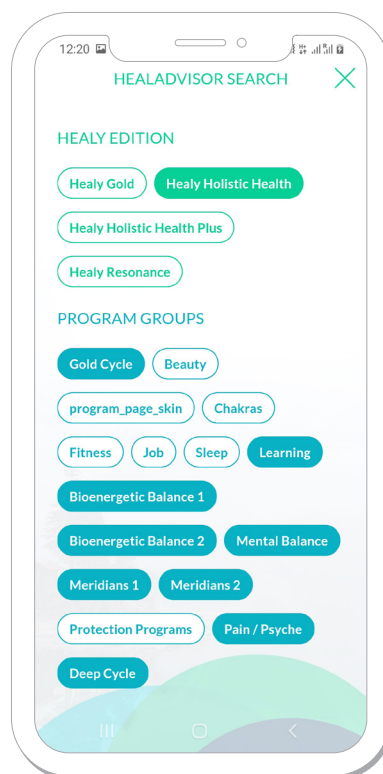 12:20
HEALADVISOR SEARCH
HEALY EDITION
Healy Gold Healy Holistic Health
Healy Holistic Health Plus
Healy Resonance
PROGRAM GROUPS
Gold Cycle Beauty
program_page_skin Chakras
Fitness Job Sleep Learning
Bioenergetic Balance 1
Bioenergetic Balance 2 Mental Balance
Meridians 1 Meridians 2
Protection Programs Pain / Psyche
Deep Cycle